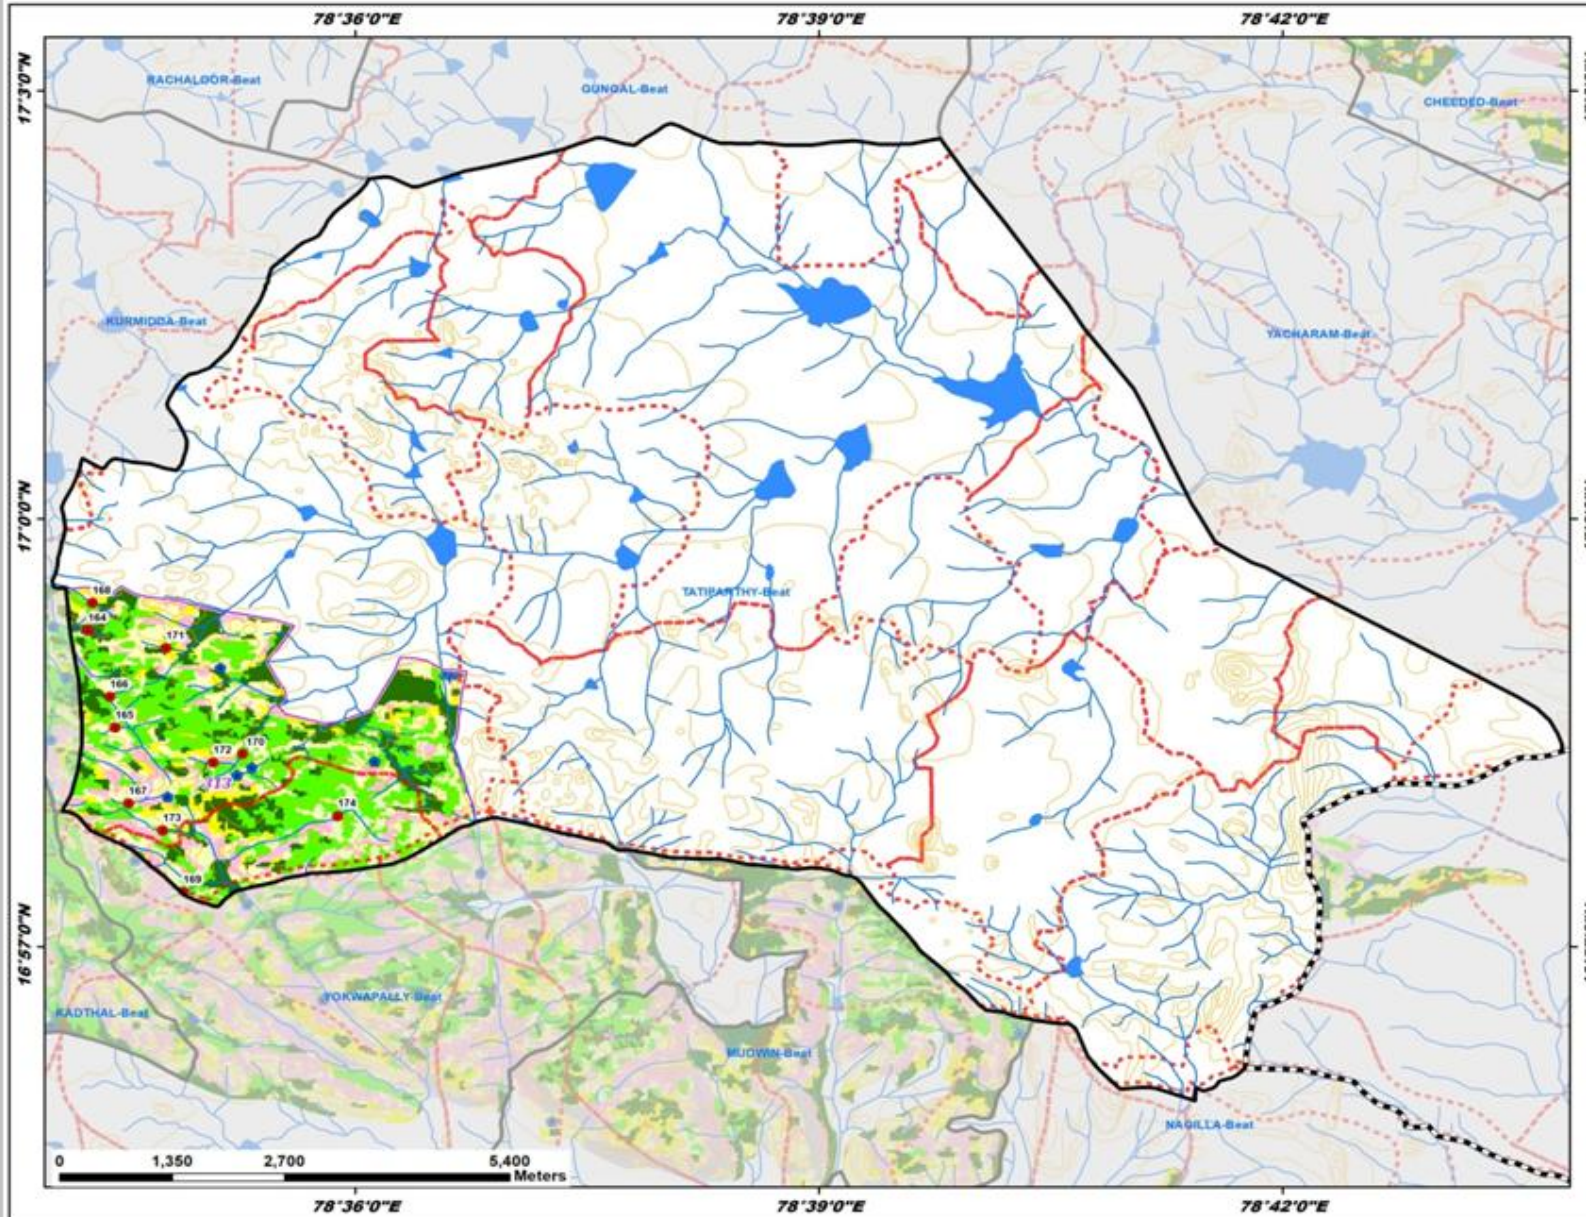 78°36'0"E 78°39'0"E 78°42'0"E
17°3'0"N
RACHALOOR-Beat
GUNGAL-Beat
CHEEDED-Beat
KURMIDDA-Beat
YACHARAM-Beat
17°0'0"N
TATIPARTHY-Beat
168
164
171
166
165
172
170
113
167
174
173
169
16°57'0"N
YOKWAPALLY-Beat
KADTHAL-Beat
MUDWIN-Beat
NAGILLA-Beat
0 1,350 2,700 5,400
Meters
78°36'0"E 78°39'0"E 78°42'0"E